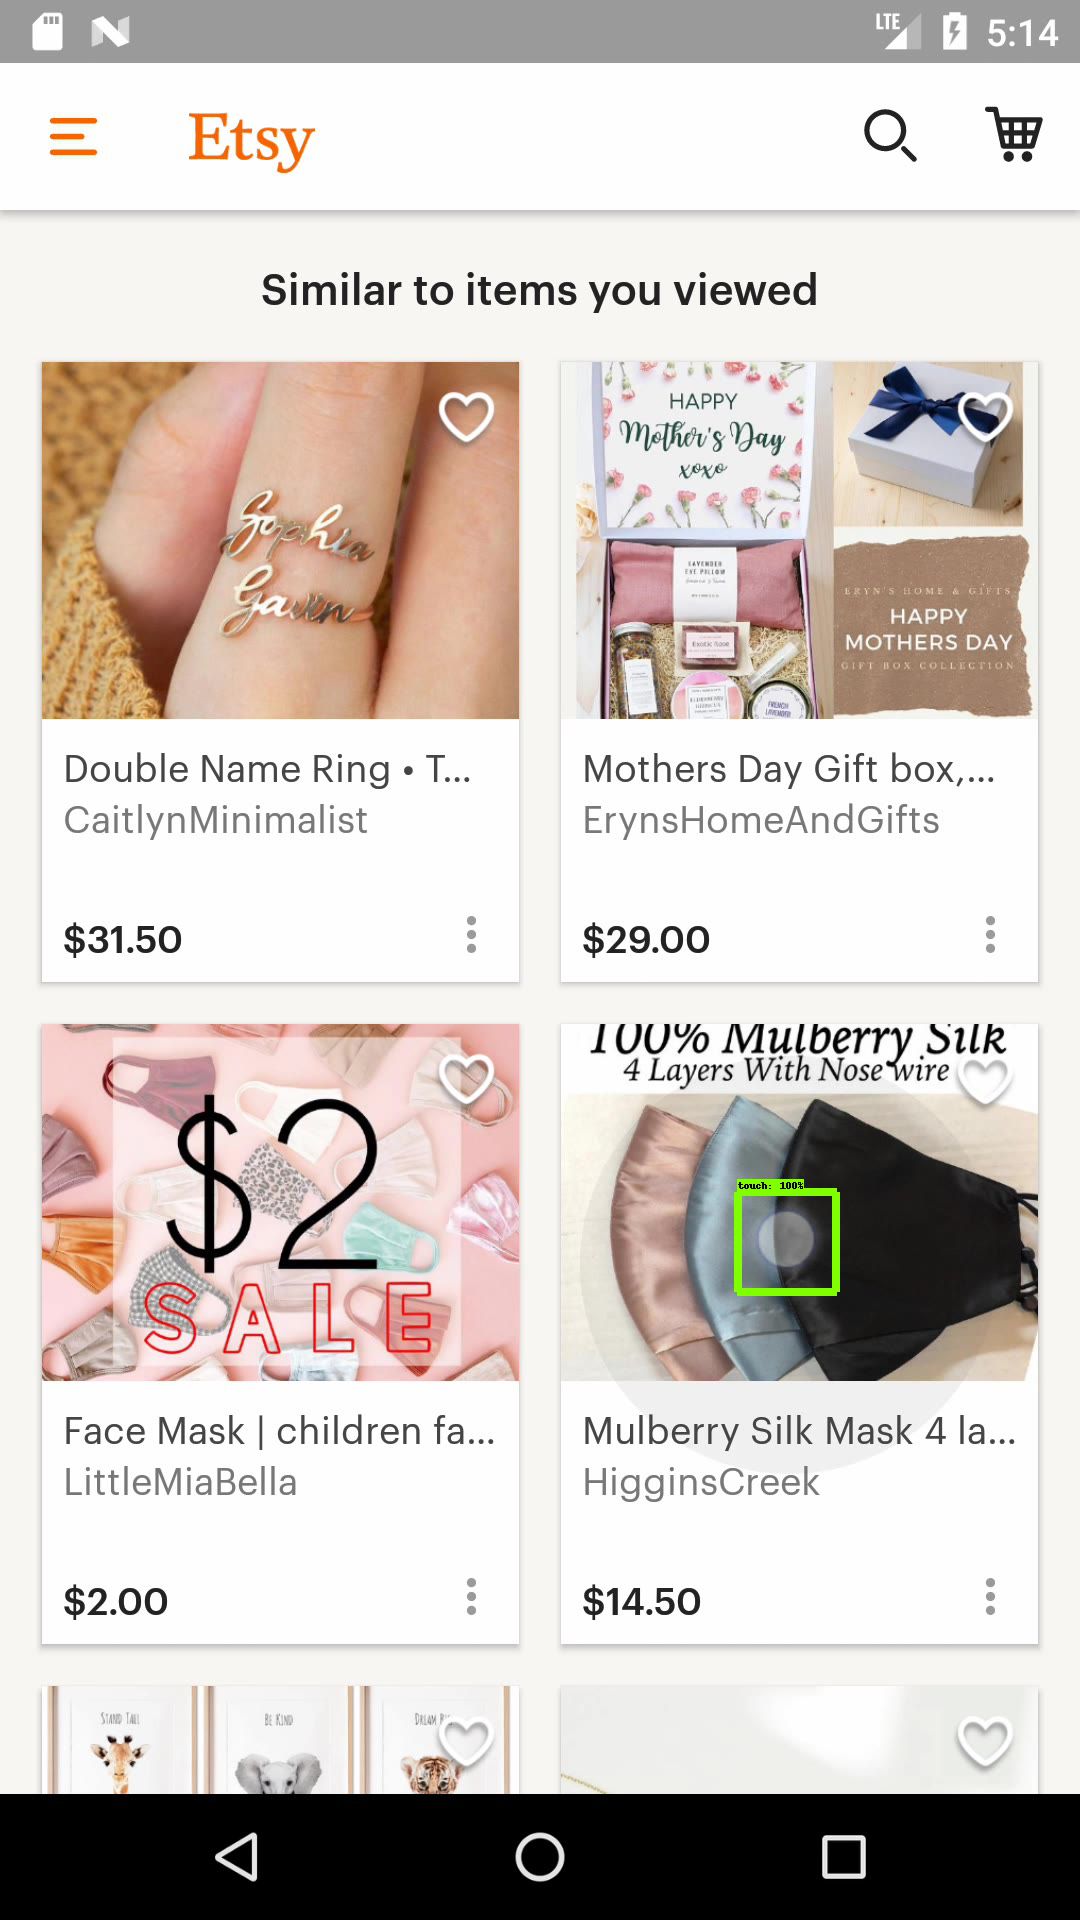 LTE 5:14
Etsy
Similar to items you viewed
Sophia
Gavin
HAPPY
Mother's Day
xoxo
LAVENDER
EYE PILLOW
Exotic Rose
FRENCH
LAVENDER
ERYN'S HOME & GIFTS
HAPPY
MOTHERS DAY
GIFT BOX COLLECTION
Double Name Ring • T...
CaitlynMinimalist
$31.50
Mothers Day Gift box,...
ErynsHomeAndGifts
$29.00
$2
SALE
100% Mulberry Silk
4 Layers With Nose wire
touch: 100%
Face Mask | children fa...
LittleMiaBella
$2.00
Mulberry Silk Mask 4 la...
HigginsCreek
$14.50
STAND TALL
BE KIND
DREAM